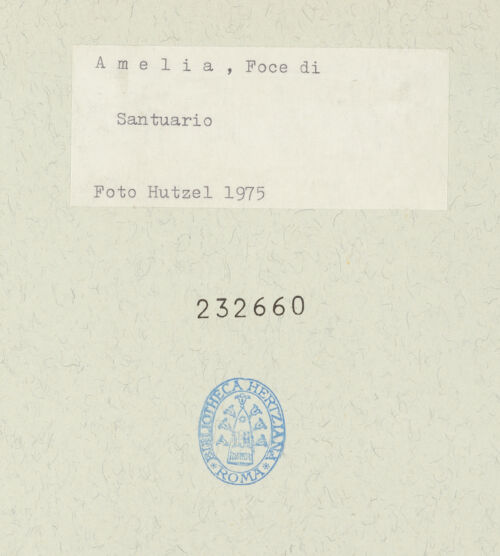 A m e l i a , Foce di
Santuario
Foto Hutzel 1975
232660
BIBLIOTHECA HERTZIANA
* ROMA *